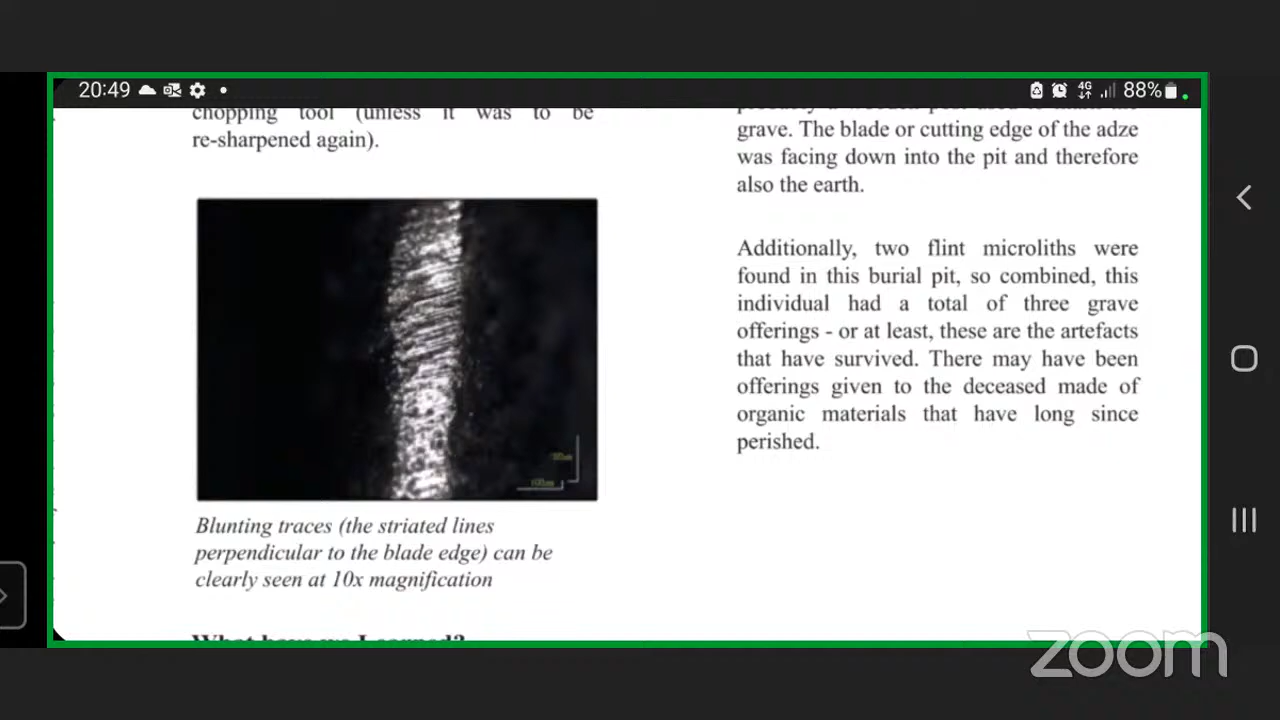 20:49
4G
88%
chopping tool (unless it was to be
re-sharpened again).
Blunting traces (the striated lines
perpendicular to the blade edge) can be
clearly seen at 10x magnification
What have we Learned?
grave. The blade or cutting edge of the adze
was facing down into the pit and therefore
also the earth.
Additionally, two flint microliths were
found in this burial pit, so combined, this
individual had a total of three grave
offerings - or at least, these are the artefacts
that have survived. There may have been
offerings given to the deceased made of
organic materials that have long since
perished.
zoom